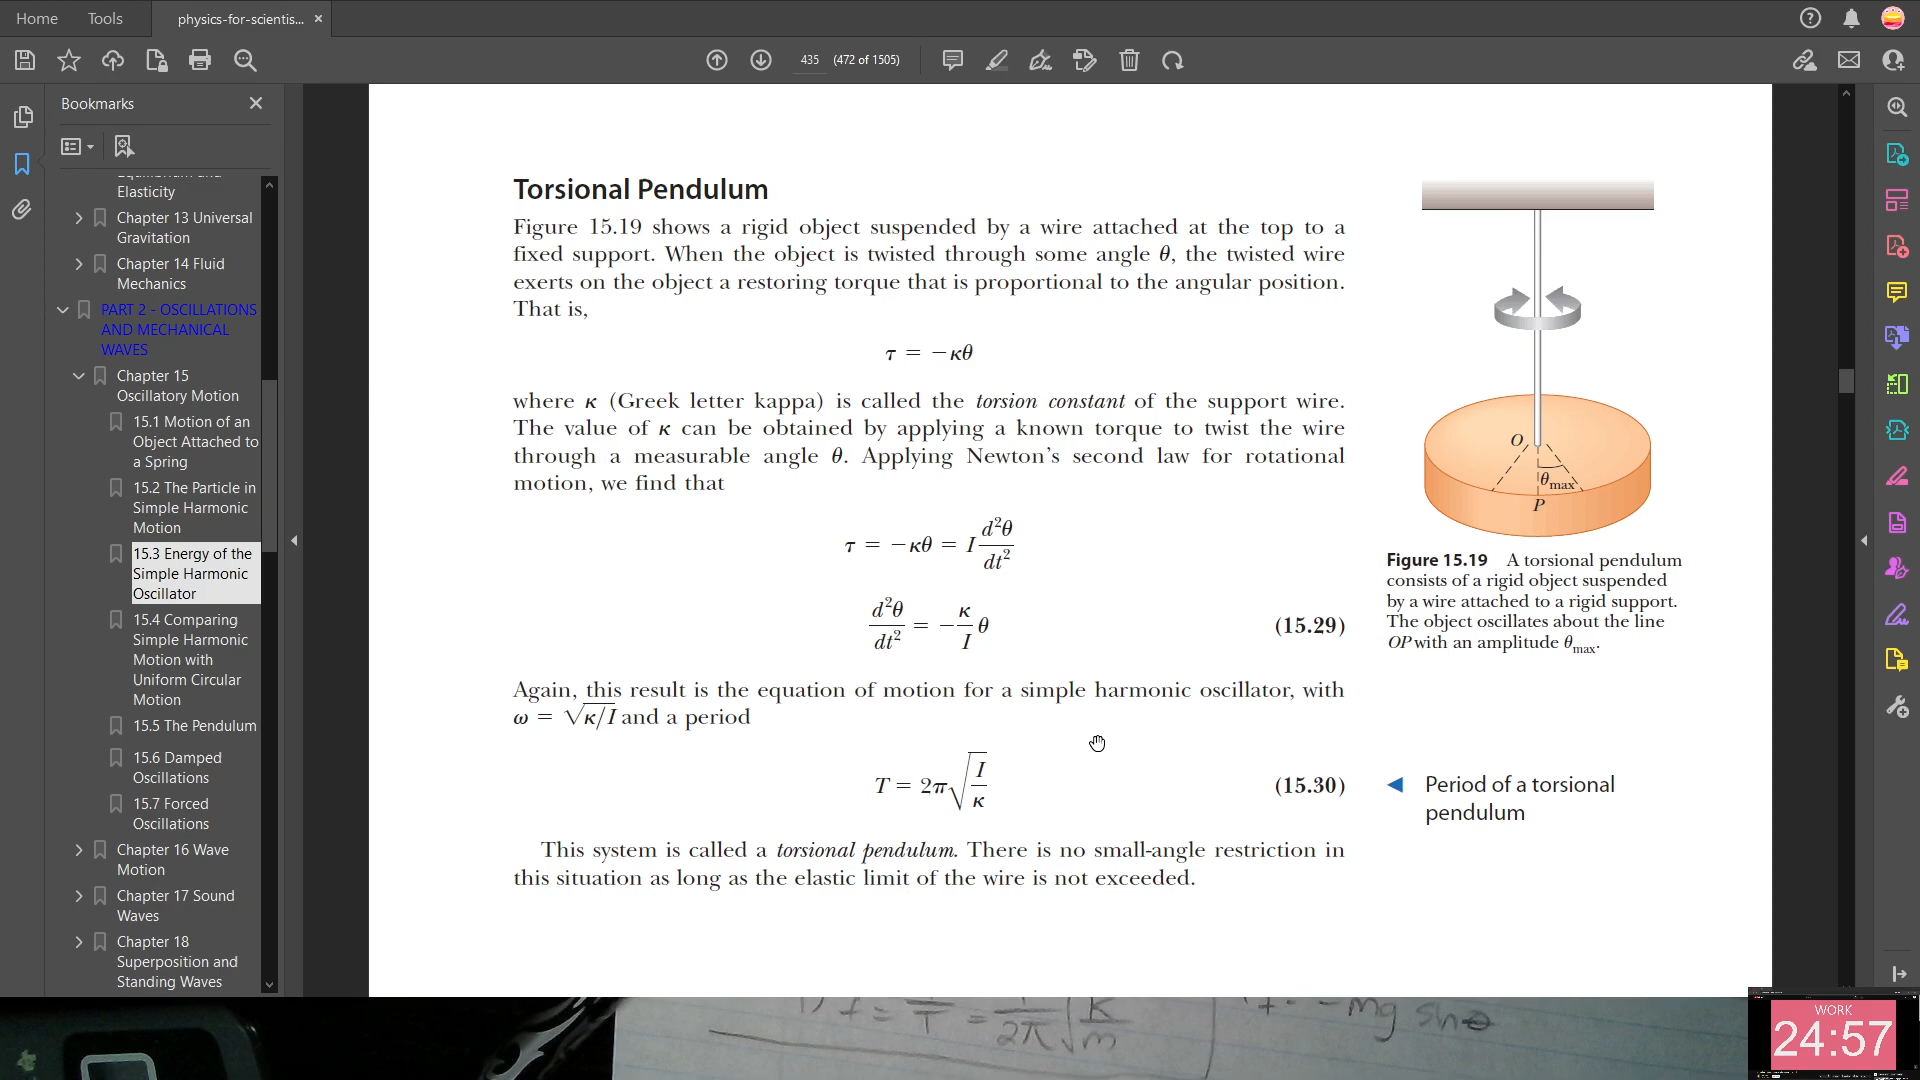 Home
Tools
physics-for-scientis...
435
(472 of 1505)
Bookmarks
Elasticity
Chapter 13 Universal
Gravitation
Chapter 14 Fluid
Mechanics
PART 2 - OSCILLATIONS
AND MECHANICAL
WAVES
Chapter 15
Oscillatory Motion
15.1 Motion of an
Object Attached to
a Spring
15.2 The Particle in
Simple Harmonic
Motion
15.3 Energy of the
Simple Harmonic
Oscillator
15.4 Comparing
Simple Harmonic
Motion with
Uniform Circular
Motion
15.5 The Pendulum
15.6 Damped
Oscillations
15.7 Forced
Oscillations
Chapter 16 Wave
Motion
Chapter 17 Sound
Waves
Chapter 18
Superposition and
Standing Waves
Torsional Pendulum
Figure 15.19 shows a rigid object suspended by a wire attached at the top to a
fixed support. When the object is twisted through some angle θ, the twisted wire
exerts on the object a restoring torque that is proportional to the angular position.
That is,
τ = −κθ
where κ (Greek letter kappa) is called the torsion constant of the support wire.
The value of κ can be obtained by applying a known torque to twist the wire
through a measurable angle θ. Applying Newton's second law for rotational
motion, we find that
τ = −κθ = I d²θ/dt²
d²θ/dt² = −κ/I θ (15.29)
Again, this result is the equation of motion for a simple harmonic oscillator, with
ω = √κ/I and a period
T = 2π√I/κ (15.30)
This system is called a torsional pendulum. There is no small-angle restriction in
this situation as long as the elastic limit of the wire is not exceeded.
O
θmax
P
Figure 15.19 A torsional pendulum
consists of a rigid object suspended
by a wire attached to a rigid support.
The object oscillates about the line
OP with an amplitude θmax.
Period of a torsional
pendulum
f = 1/T = 1/2π √k/m
WORK
24:57